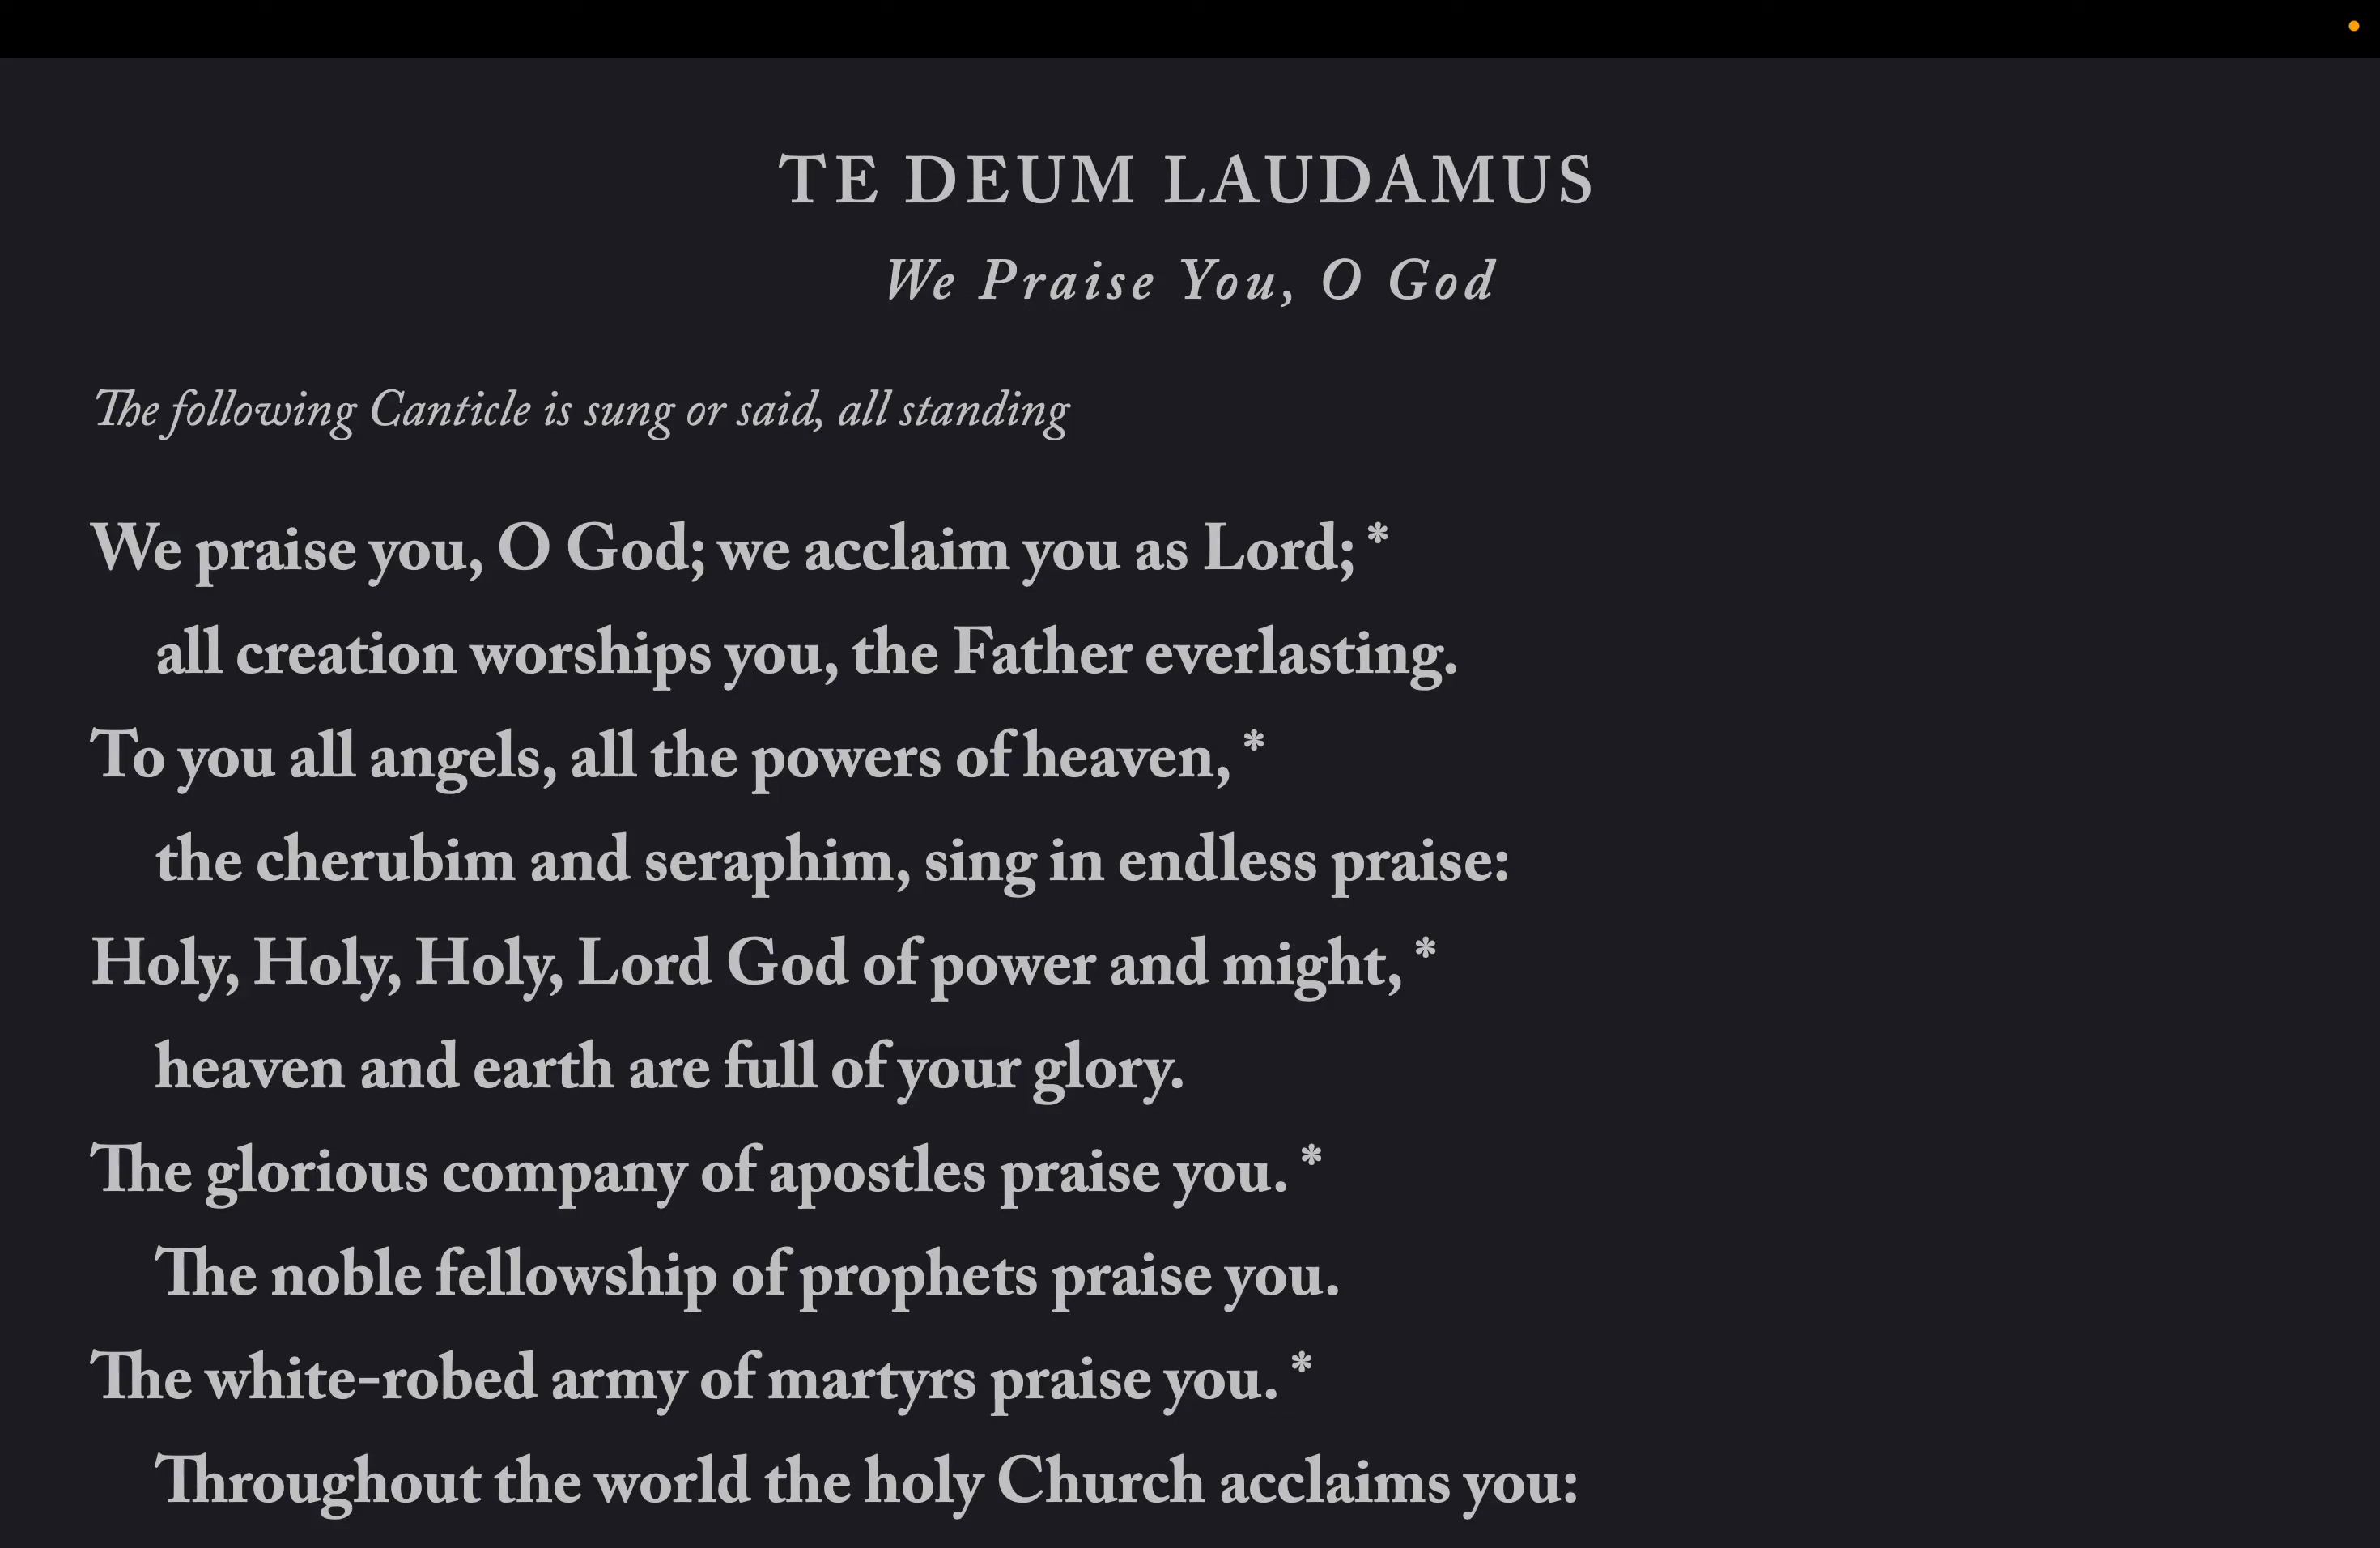 TE DEUM LAUDAMUS
We Praise You, O God
The following Canticle is sung or said, all standing
We praise you, O God; we acclaim you as Lord; *
all creation worships you, the Father everlasting.
To you all angels, all the powers of heaven, *
the cherubim and seraphim, sing in endless praise:
Holy, Holy, Holy, Lord God of power and might, *
heaven and earth are full of your glory.
The glorious company of apostles praise you. *
The noble fellowship of prophets praise you.
The white-robed army of martyrs praise you. *
Throughout the world the holy Church acclaims you: